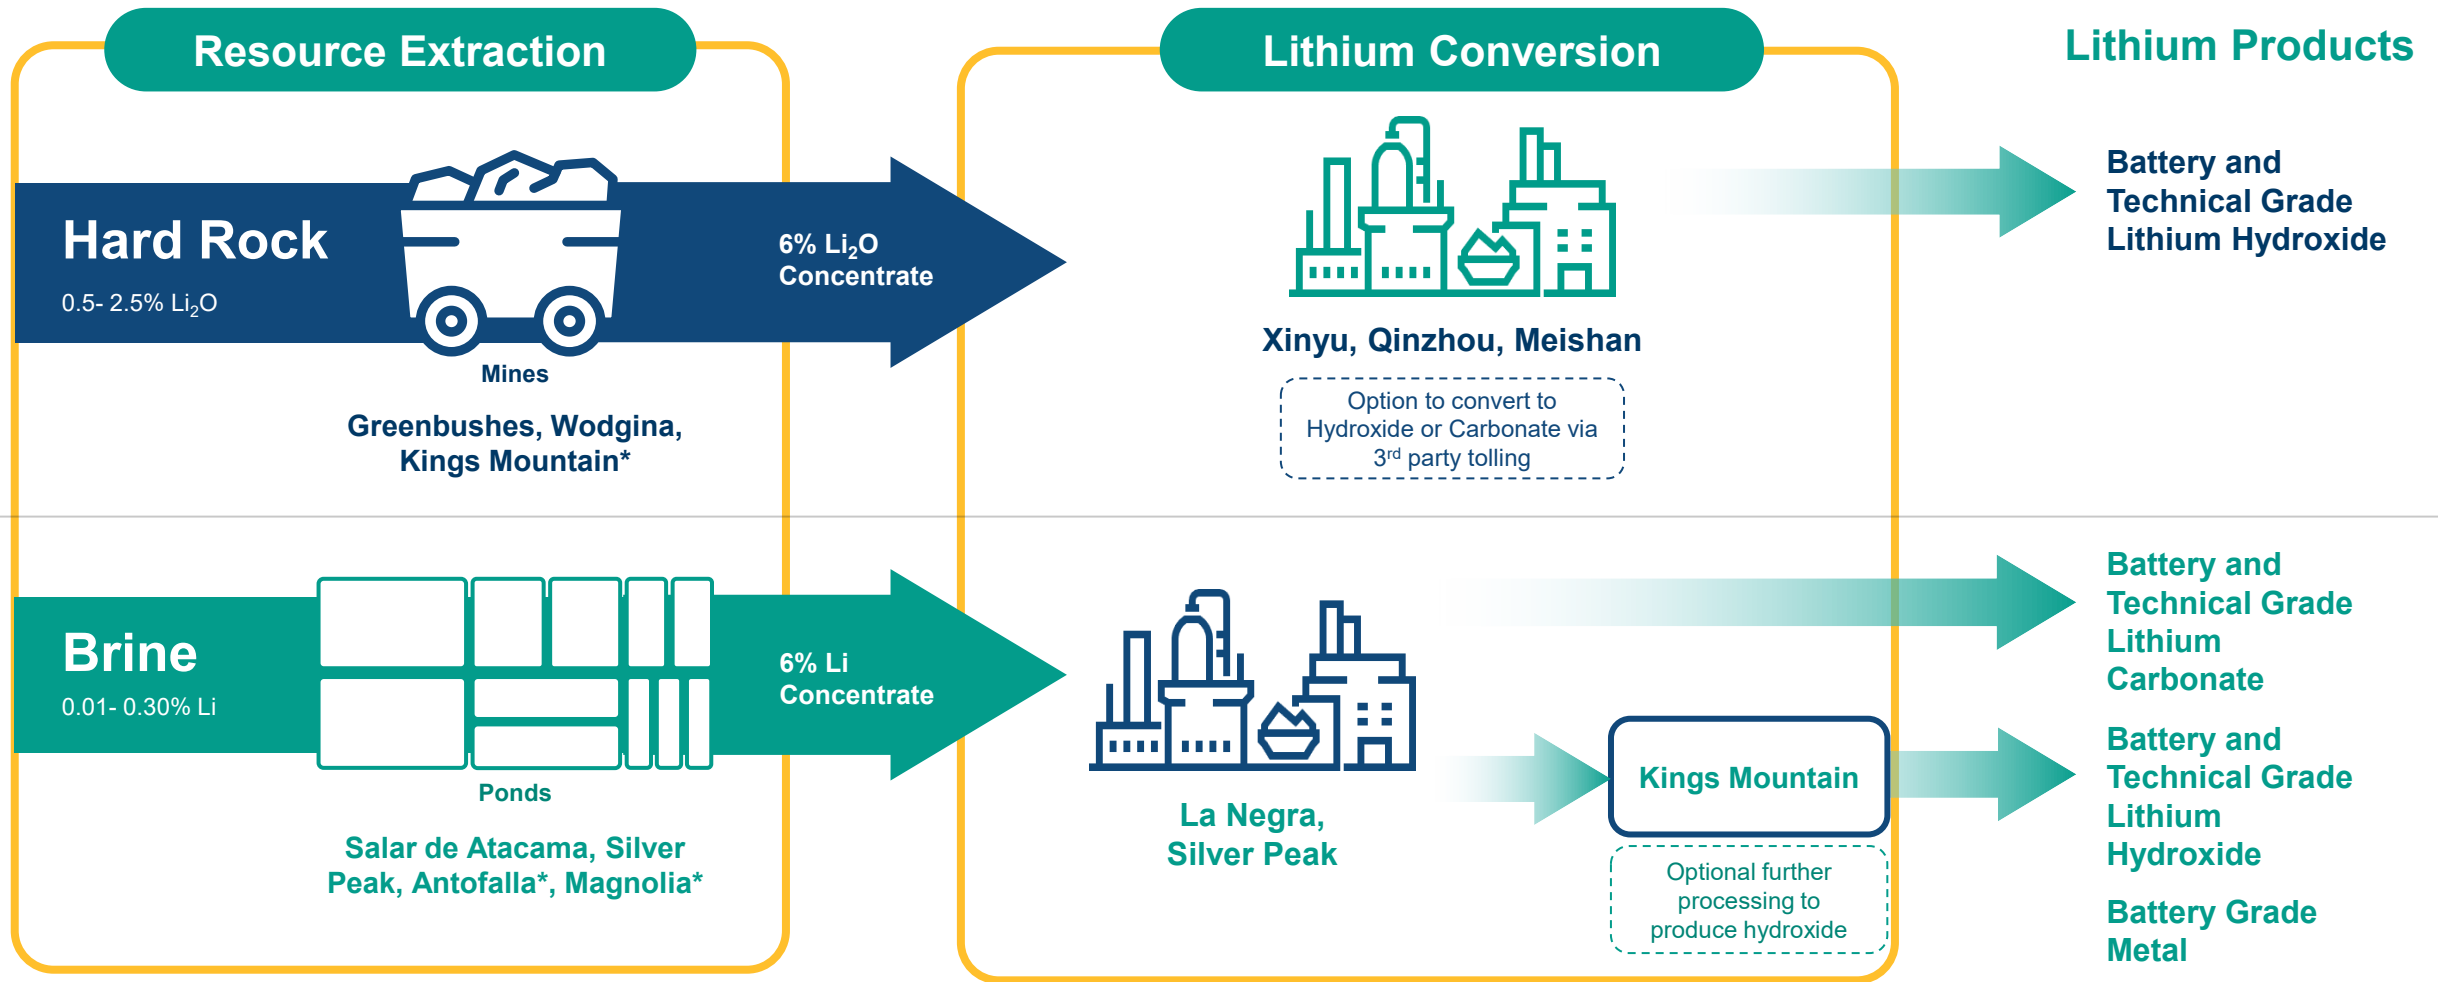 Resource Extraction
Lithium Conversion
Lithium Products
Hard Rock
0.5- 2.5% Li₂O
Mines
Greenbushes, Wodgina,
Kings Mountain*
6% Li₂O
Concentrate
Xinyu, Qinzhou, Meishan
Option to convert to
Hydroxide or Carbonate via
3rd party tolling
Battery and
Technical Grade
Lithium Hydroxide
Brine
0.01- 0.30% Li
Ponds
Salar de Atacama, Silver
Peak, Antofalla*, Magnolia*
6% Li
Concentrate
La Negra,
Silver Peak
Kings Mountain
Optional further
processing to
produce hydroxide
Battery and
Technical Grade
Lithium
Carbonate
Battery and
Technical Grade
Lithium
Hydroxide
Battery Grade
Metal